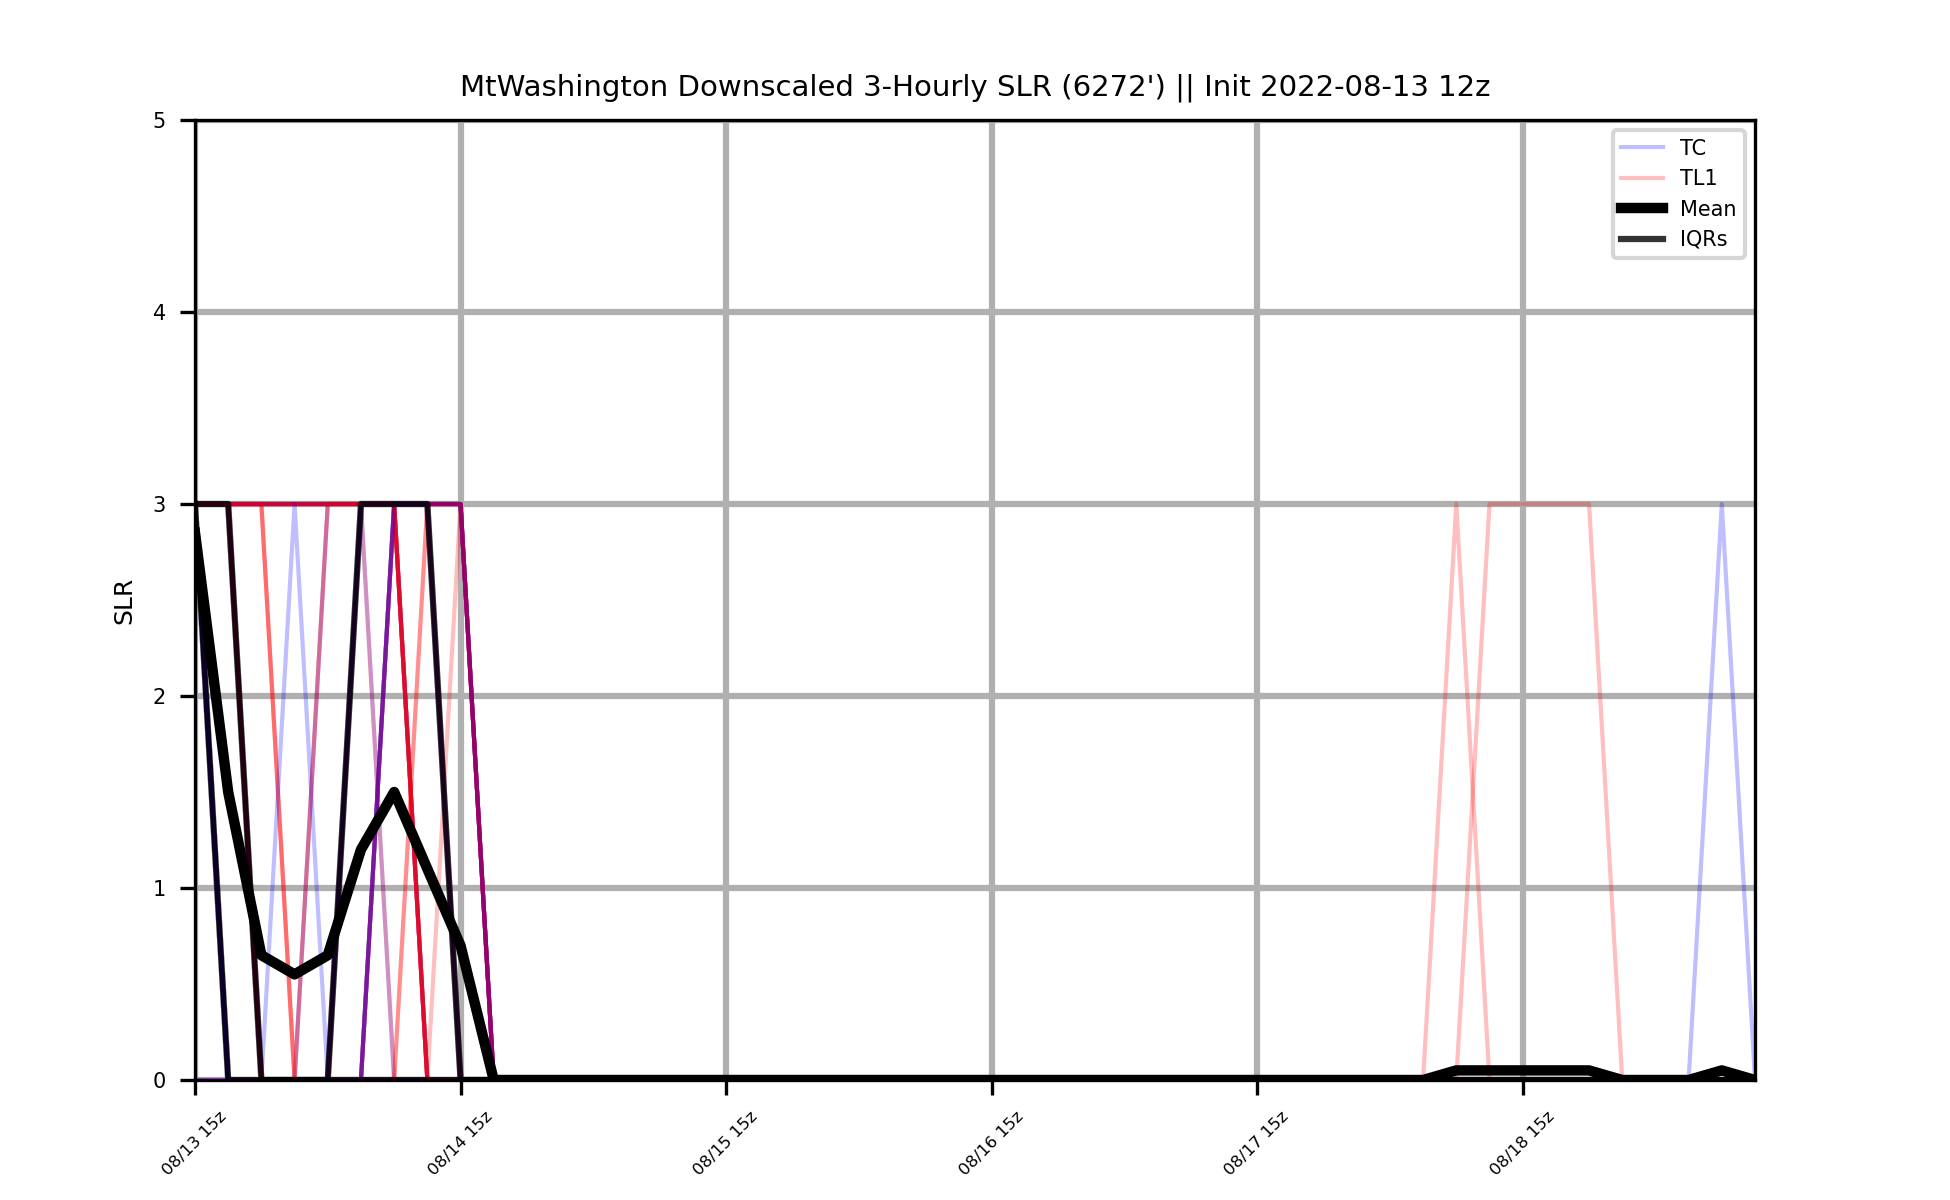 MtWashington Downscaled 3-Hourly SLR (6272') || Init 2022-08-13 12z
TC
TL1
Mean
IQRs
SLR
5
4
3
2
1
0
08/13 15z
08/14 15z
08/15 15z
08/16 15z
08/17 15z
08/18 15z